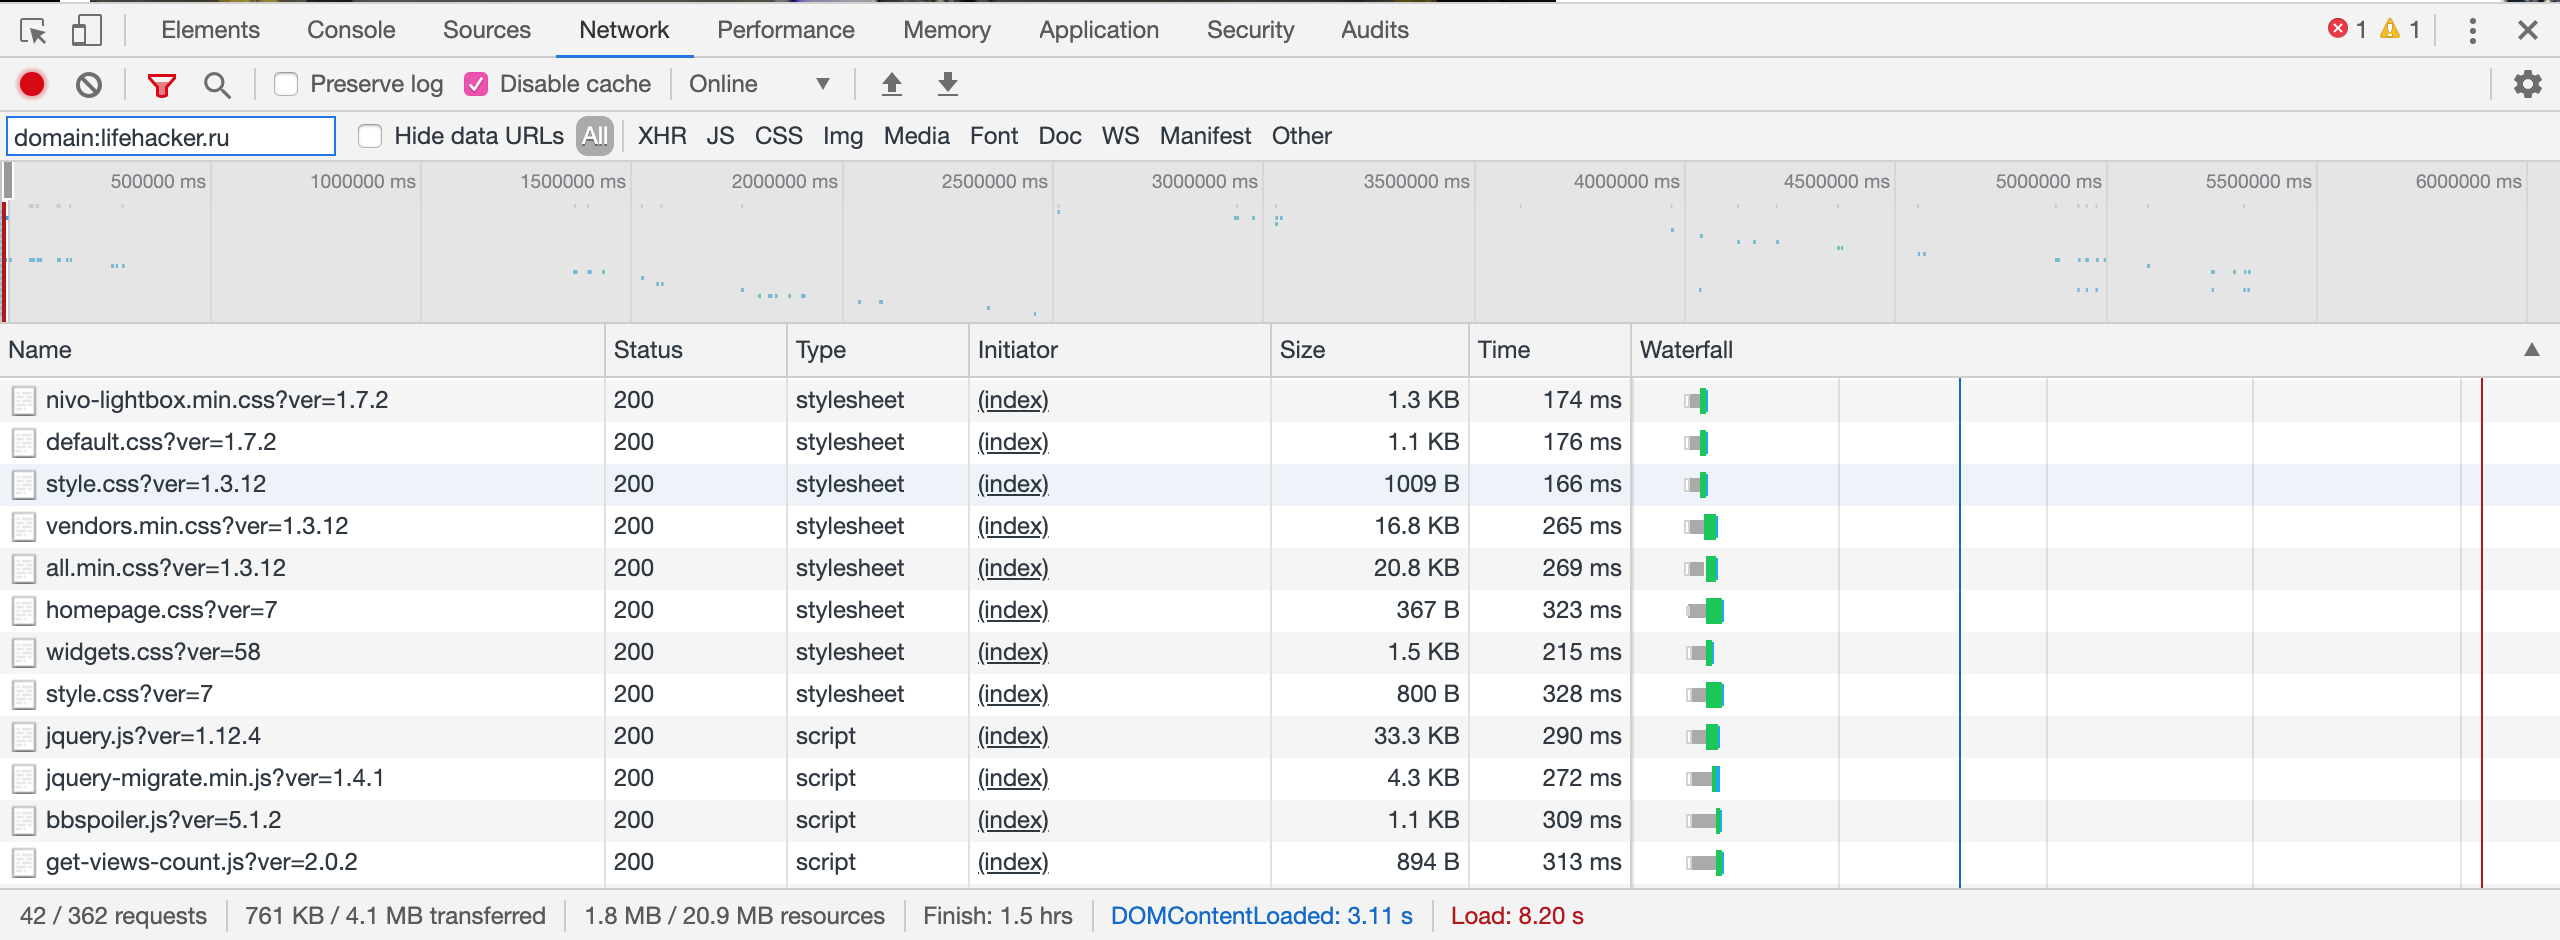 Elements Console Sources Network Performance Memory Application Security Audits 1 1
Preserve log Disable cache Online
domain:lifehacker.ru Hide data URLs All XHR JS CSS Img Media Font Doc WS Manifest Other
500000 ms 1000000 ms 1500000 ms 2000000 ms 2500000 ms 3000000 ms 3500000 ms 4000000 ms 4500000 ms 5000000 ms 5500000 ms 6000000 ms
Name Status Type Initiator Size Time Waterfall
nivo-lightbox.min.css?ver=1.7.2 200 stylesheet (index) 1.3 KB 174 ms
default.css?ver=1.7.2 200 stylesheet (index) 1.1 KB 176 ms
style.css?ver=1.3.12 200 stylesheet (index) 1009 B 166 ms
vendors.min.css?ver=1.3.12 200 stylesheet (index) 16.8 KB 265 ms
all.min.css?ver=1.3.12 200 stylesheet (index) 20.8 KB 269 ms
homepage.css?ver=7 200 stylesheet (index) 367 B 323 ms
widgets.css?ver=58 200 stylesheet (index) 1.5 KB 215 ms
style.css?ver=7 200 stylesheet (index) 800 B 328 ms
jquery.js?ver=1.12.4 200 script (index) 33.3 KB 290 ms
jquery-migrate.min.js?ver=1.4.1 200 script (index) 4.3 KB 272 ms
bbspoiler.js?ver=5.1.2 200 script (index) 1.1 KB 309 ms
get-views-count.js?ver=2.0.2 200 script (index) 894 B 313 ms
42 / 362 requests 761 KB / 4.1 MB transferred 1.8 MB / 20.9 MB resources Finish: 1.5 hrs DOMContentLoaded: 3.11 s Load: 8.20 s